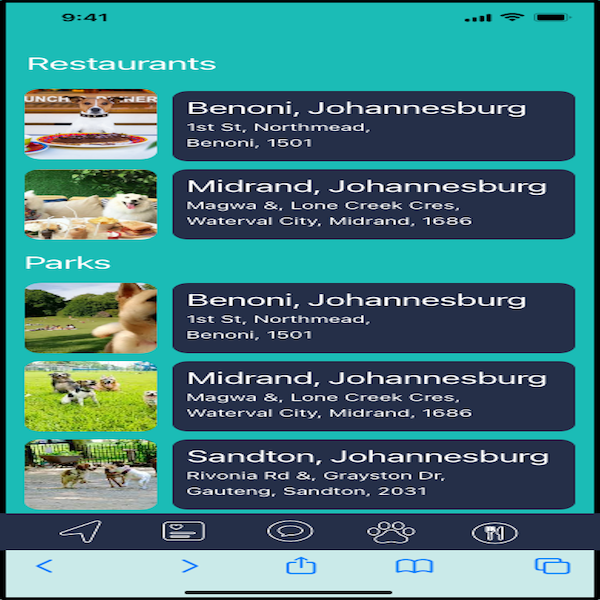 9:41
Restaurants
UNCH
NER
Benoni, Johannesburg
1st St, Northmead,
Benoni, 1501
Midrand, Johannesburg
Magwa &, Lone Creek Cres,
Waterval City, Midrand, 1686
Parks
Benoni, Johannesburg
1st St, Northmead,
Benoni, 1501
Midrand, Johannesburg
Magwa &, Lone Creek Cres,
Waterval City, Midrand, 1686
Sandton, Johannesburg
Rivonia Rd &, Grayston Dr,
Gauteng, Sandton, 2031